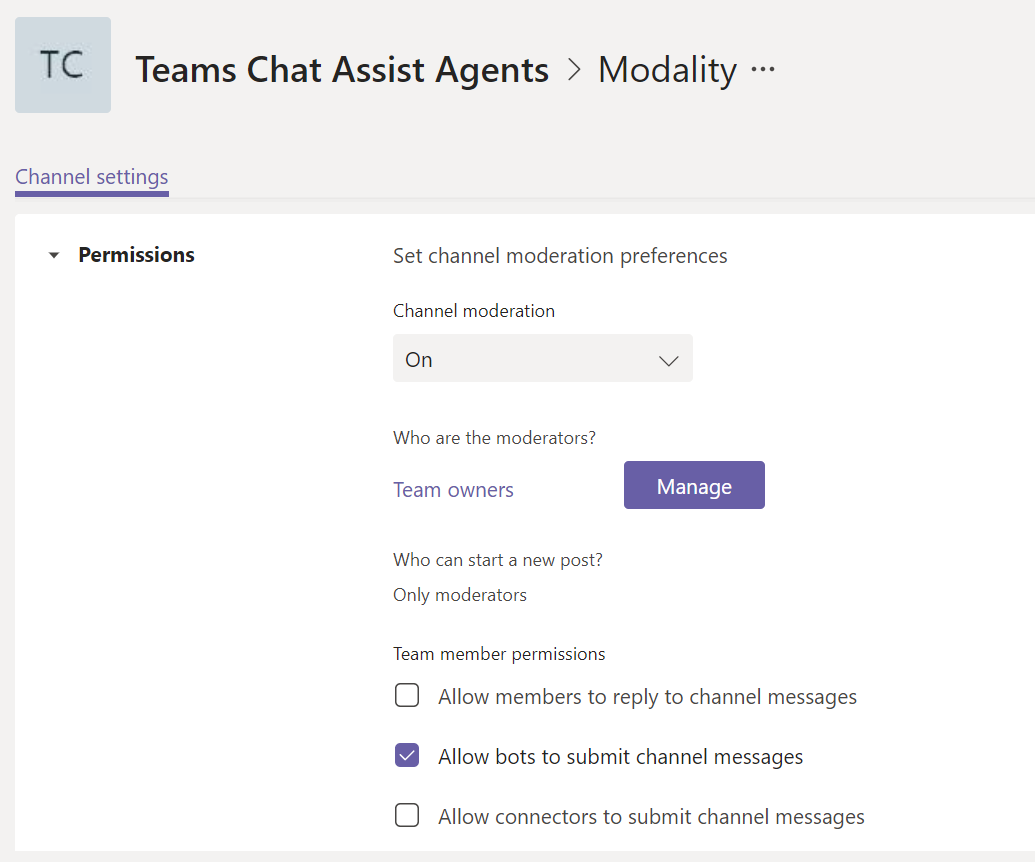 TC
Teams Chat Assist Agents > Modality ...
Channel settings
Permissions
Set channel moderation preferences
Channel moderation
On
Who are the moderators?
Team owners
Manage
Who can start a new post?
Only moderators
Team member permissions
Allow members to reply to channel messages
Allow bots to submit channel messages
Allow connectors to submit channel messages